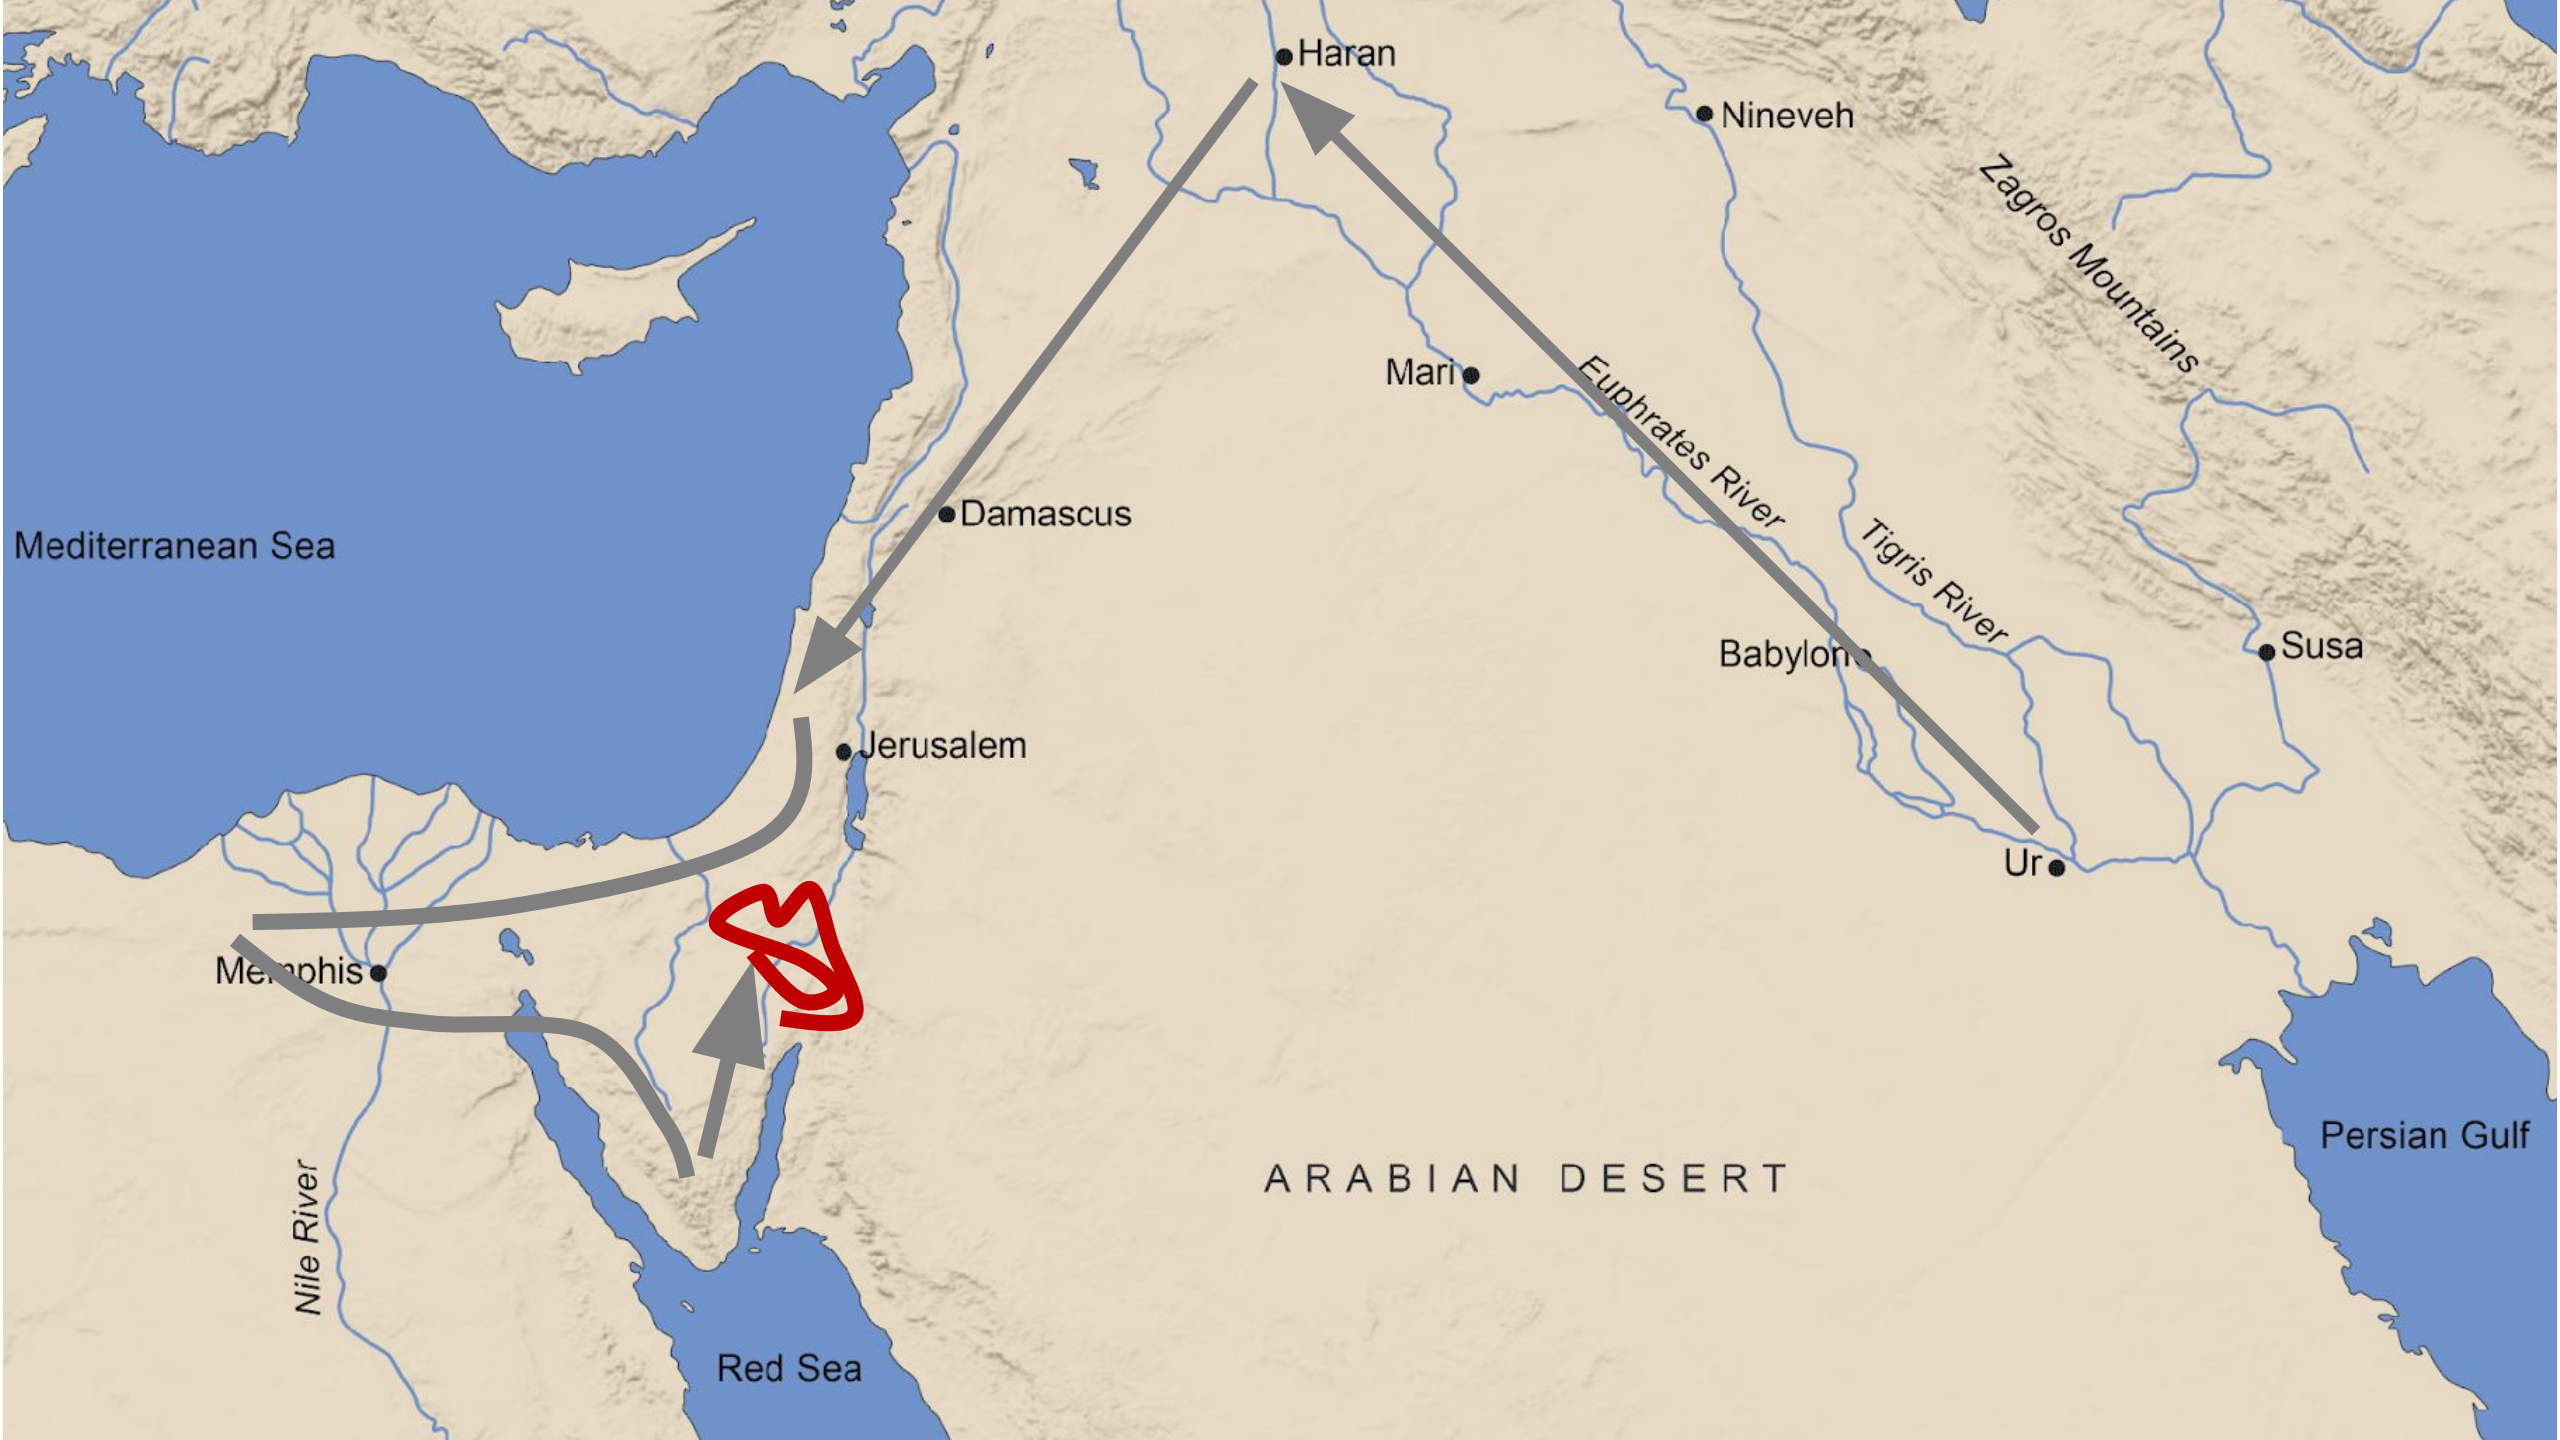 Haran
Nineveh
Zagros Mountains
Mari
Euphrates River
Damascus
Mediterranean Sea
Tigris River
Babylon
Susa
Jerusalem
Ur
Memphis
Persian Gulf
ARABIAN DESERT
Nile River
Red Sea